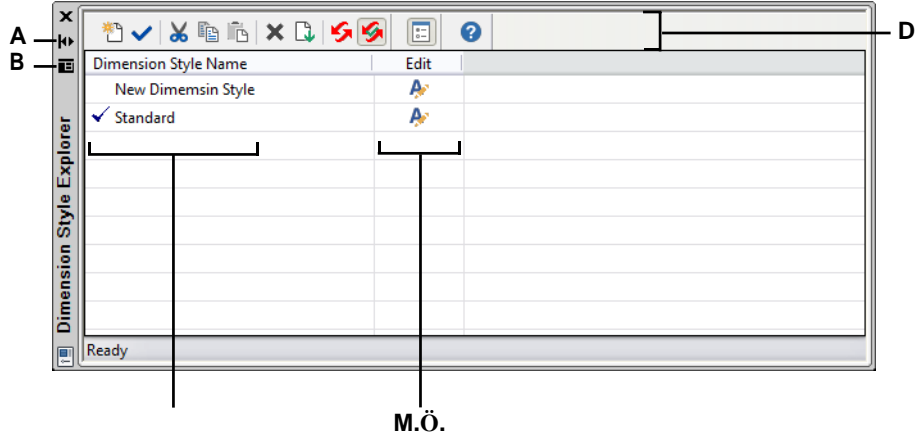 A
B
D
Dimension Style Name Edit
New Dimemsin Style
Standard
Dimension Style Explorer
Ready
M.Ö.